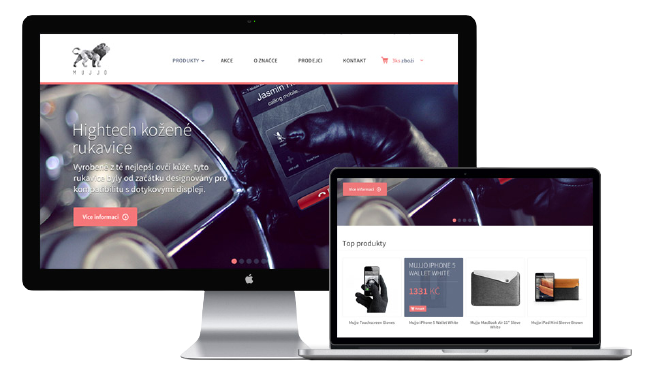 MUJJO
PRODUKTY
AKCE
O ZNAČCE
PRODEJCI
KONTAKT
zboží
Jasmin
calling mobile...
Hightech kožené
rukavice
Vyrobené z té nejlepší ovčí kůže, tyto
rukavice byly od začátku designovány pro
kompatibilitu s dotykovými displeji.
Více informací
Více informací
Top produkty
MUJJO IPHONE 5
WALLET WHITE
1331 KČ
Mujjo Touchscreen Gloves
Mujjo iPhone 5 Wallet White
Mujjo MacBook Air 13" Sleeve
White
Mujjo iPad Mini Sleeve Brown